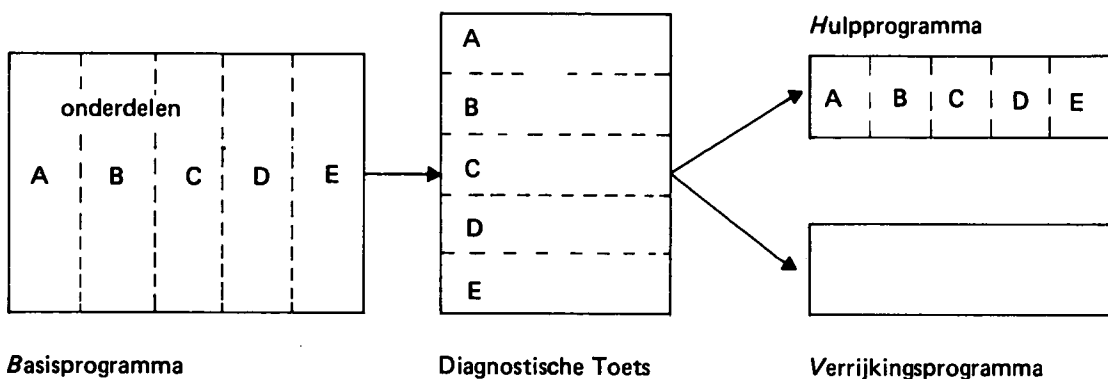 onderdelen
A B C D E
Basisprogramma
A
B
C
D
E
Diagnostische Toets
Hulpprogramma
A B C D E
Verrijkingsprogramma